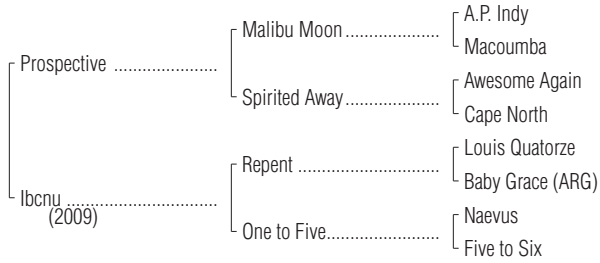 A.P. Indy
Malibu Moon ....................
Macoumba
Prospective ......................
Awesome Again
Spirited Away....................
Cape North
Louis Quatorze
Repent ..............................
Baby Grace (ARG)
Ibcnu ................................
(2009)
Naevus
One to Five........................
Five to Six